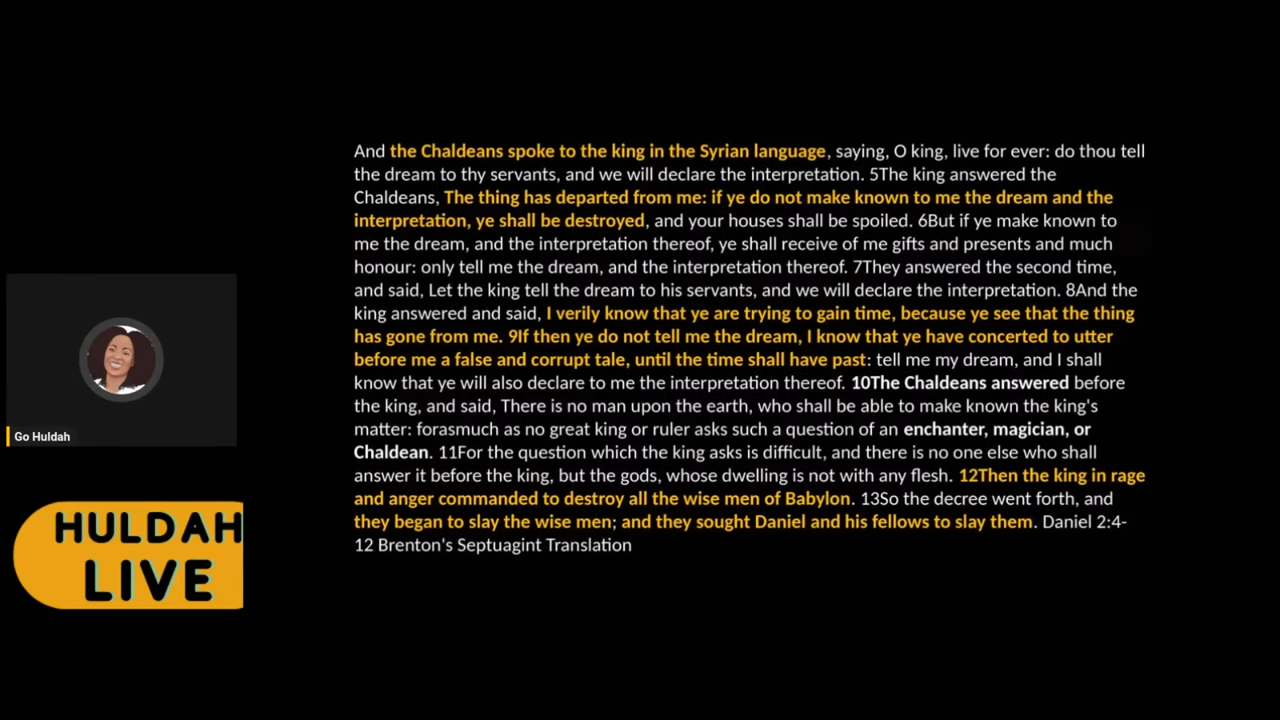 And the Chaldeans spoke to the king in the Syrian language, saying, O king, live for ever: do thou tell
the dream to thy servants, and we will declare the interpretation. 5The king answered the
Chaldeans, The thing has departed from me: if ye do not make known to me the dream and the
interpretation, ye shall be destroyed, and your houses shall be spoiled. 6But if ye make known to
me the dream, and the interpretation thereof, ye shall receive of me gifts and presents and much
honour: only tell me the dream, and the interpretation thereof. 7They answered the second time,
and said, Let the king tell the dream to his servants, and we will declare the interpretation. 8And the
king answered and said, I verily know that ye are trying to gain time, because ye see that the thing
has gone from me. 9If then ye do not tell me the dream, I know that ye have concerted to utter
before me a false and corrupt tale, until the time shall have past: tell me my dream, and I shall
know that ye will also declare to me the interpretation thereof. 10The Chaldeans answered before
the king, and said, There is no man upon the earth, who shall be able to make known the king's
matter: forasmuch as no great king or ruler asks such a question of an enchanter, magician, or
Chaldean. 11For the question which the king asks is difficult, and there is no one else who shall
answer it before the king, but the gods, whose dwelling is not with any flesh. 12Then the king in rage
and anger commanded to destroy all the wise men of Babylon. 13So the decree went forth, and
they began to slay the wise men; and they sought Daniel and his fellows to slay them. Daniel 2:4-
12 Brenton's Septuagint Translation
Go Huldah
HULDAH
LIVE